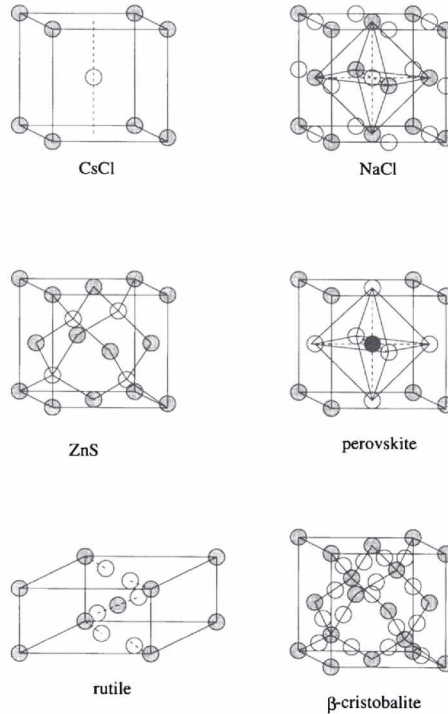 CsCl
NaCl
ZnS
perovskite
rutile
β-cristobalite